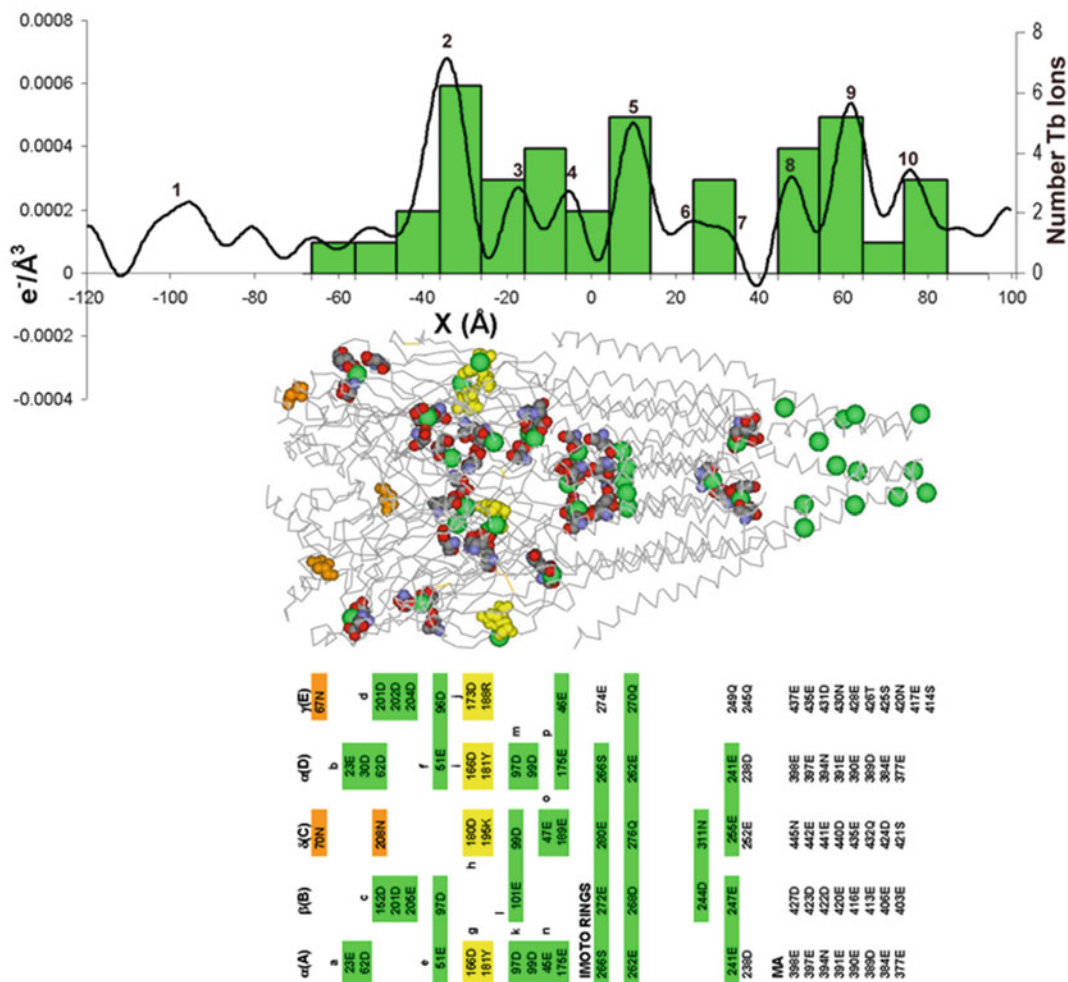 0.0008
0.0006
0.0004
0.0002
0
-0.0002
-0.0004
e⁻/Å³
8
6
4
2
0
Number Tb Ions
1
2
3
4
5
6
7
8
9
10
-120 -100 -80 -60 -40 -20 0 20 40 60 80 100
X (Å)
α(A) β(B) δ(C) α(D) γ(E)
70N 67N
a b
23E 23E
62D c 30D d
152D 208N 62D 201D
201D 202D
205E 204D
e f
51E 97D 51E 96D
i j
166D g h 180D 166D 173D
181Y 195K 181Y 188R
l
97D k 101E 99D 97D m
99D 99D
45E n 47E o p
175E 189E 175E 46E
IMOTO RINGS
266S 272E 280E 266S 274E
262E 268D 276Q 262E 270Q
244D 311N
241E 247E 255E 241E 249Q
238D 252E 238D 245Q
MA
398E 427D 445N 398E 437E
397E 423D 442E 397E 435E
394N 422D 441E 394N 431D
391E 420E 440D 391E 430N
390E 416E 435E 390E 428E
389D 413E 432Q 389D 426T
384E 406E 424D 384E 425S
377E 403E 421S 377E 420N
417E
414S